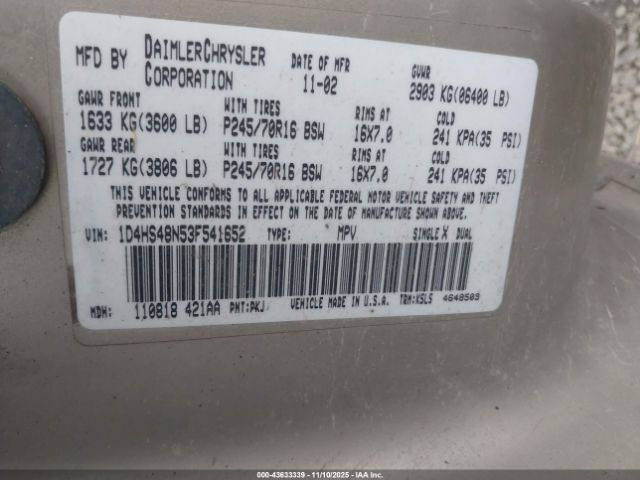 MFD BY DAIMLERCHRYSLER CORPORATION DATE OF MFR 11-02 GVWR 2903 KG(06400 LB)
GAWR FRONT WITH TIRES RIMS AT COLD
1633 KG(3600 LB) P245/70R16 BSW 16X7.0 241 KPA(35 PSI)
GAWR REAR WITH TIRES RIMS AT COLD
1727 KG(3806 LB) P245/70R16 BSW 16X7.0 241 KPA(35 PSI)
THIS VEHICLE CONFORMS TO ALL APPLICABLE FEDERAL MOTOR VEHICLE SAFETY AND THEFT
PREVENTION STANDARDS IN EFFECT ON THE DATE OF MANUFACTURE SHOWN ABOVE.
VIN: 1D4HS48N53F541652 TYPE: MPV SINGLE X DUAL
MDH: 110818 421AA PNT:PKJ VEHICLE MADE IN U.S.A. TRM:K5L5 4648503
000-43633339 - 11/10/2025 - IAAI.COM